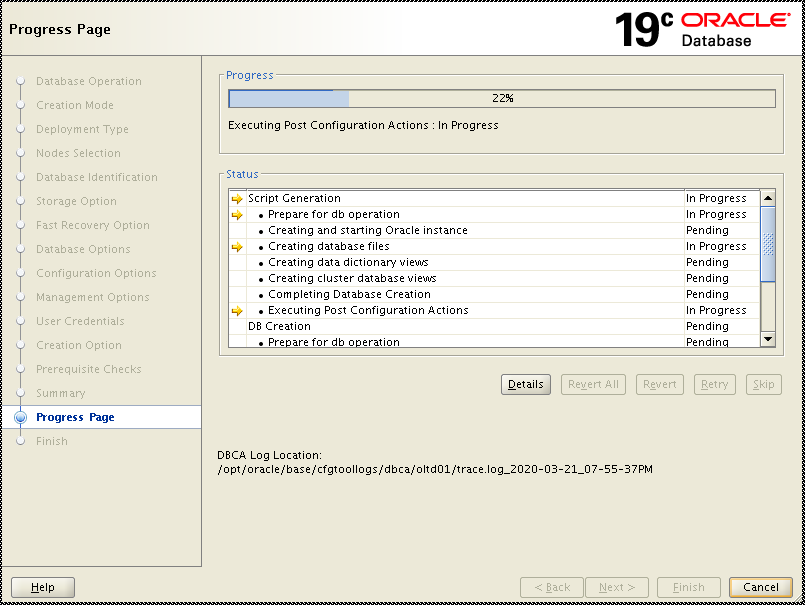 Progress Page
19c ORACLE
Database
Database Operation
Creation Mode
Deployment Type
Nodes Selection
Database Identification
Storage Option
Fast Recovery Option
Database Options
Configuration Options
Management Options
User Credentials
Creation Option
Prerequisite Checks
Summary
Progress Page
Finish
Progress
22%
Executing Post Configuration Actions : In Progress
Status
Script Generation In Progress
• Prepare for db operation In Progress
• Creating and starting Oracle instance Pending
• Creating database files In Progress
• Creating data dictionary views Pending
• Creating cluster database views Pending
• Completing Database Creation Pending
• Executing Post Configuration Actions In Progress
DB Creation Pending
• Prepare for db operation Pending
Details Revert All Revert Retry Skip
DBCA Log Location:
/opt/oracle/base/cfgtoollogs/dbca/oltd01/trace.log_2020-03-21_07-55-37PM
Help < Back Next > Finish Cancel